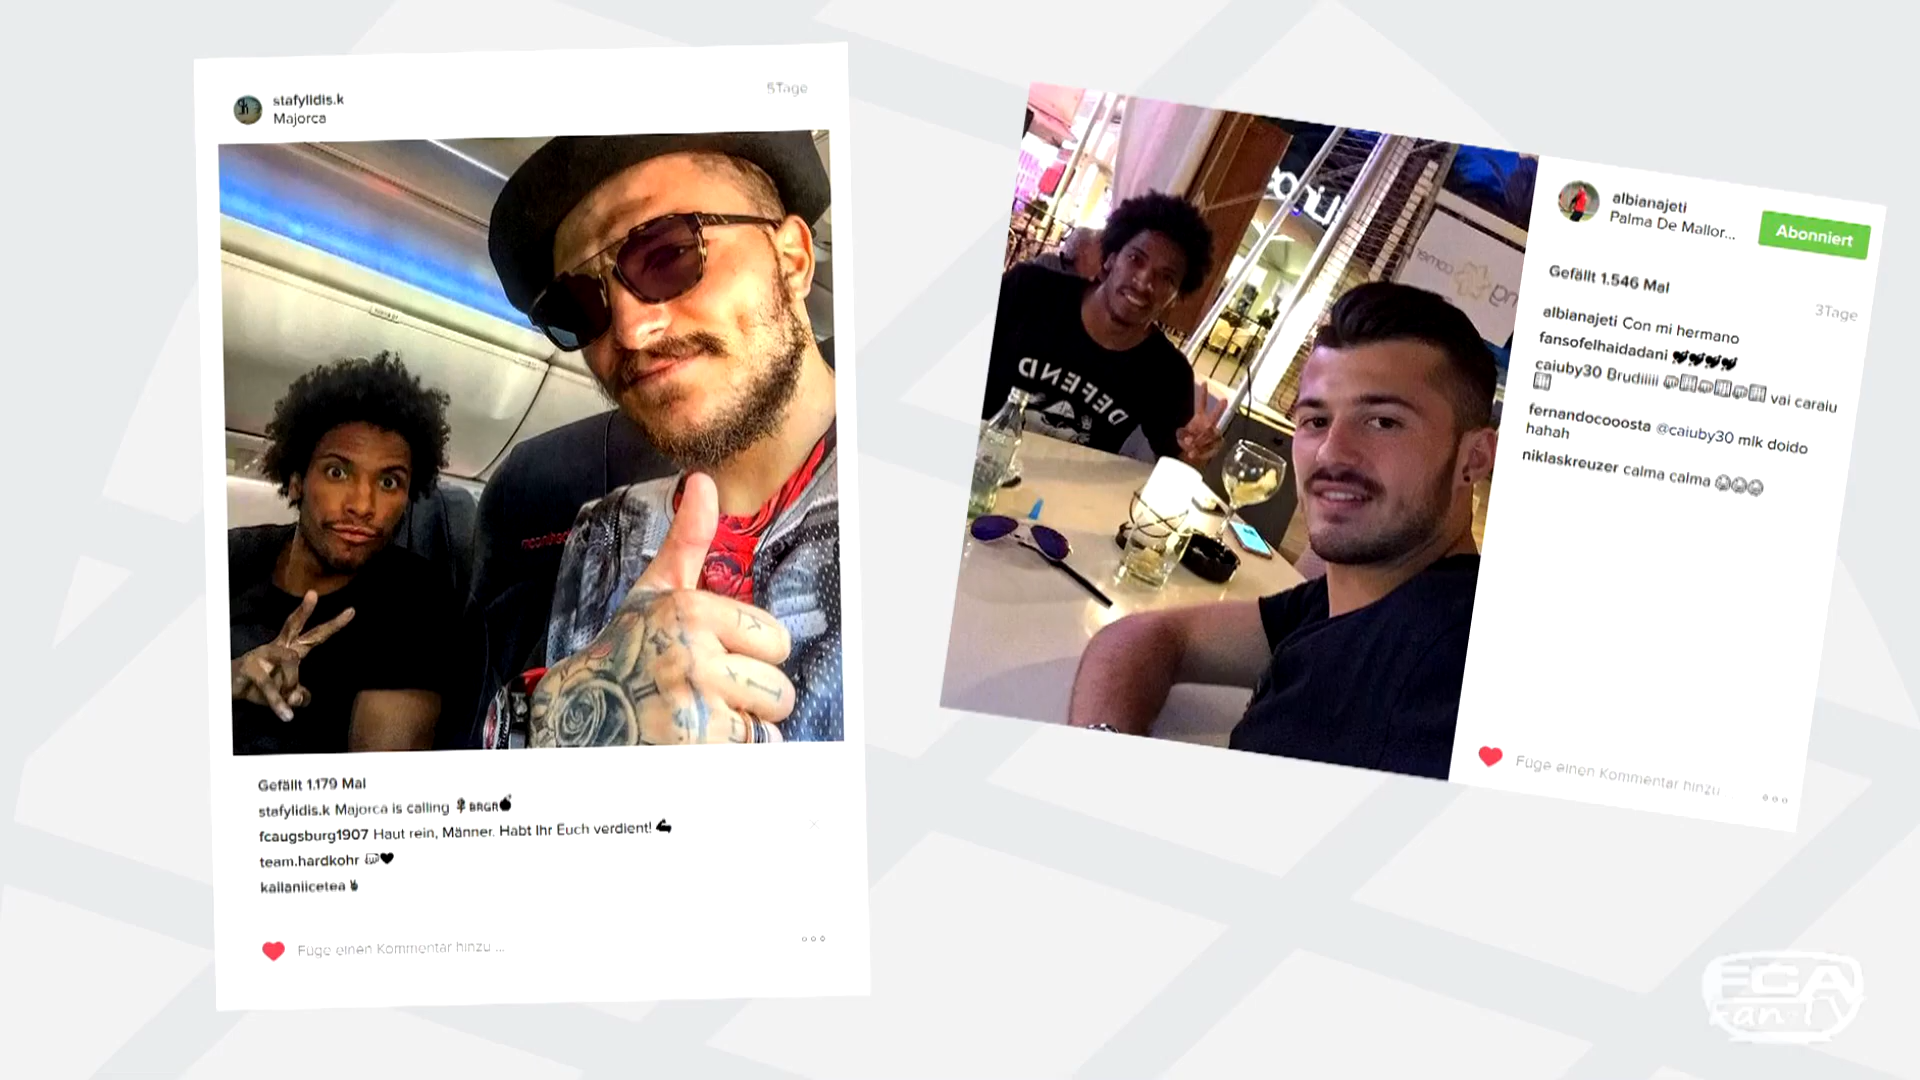 stafylidis.k
Majorca
5Tage
Gefällt 1.179 Mal
stafylidis.k Majorca is calling
fcaugsburg1907 Haut rein, Männer. Habt Ihr Euch verdient!
team.hardkohr
kallaniicetea
Füge einen Kommentar hinzu ...
DEFEND
albianajeti
Palma De Mallor...
Abonniert
Gefällt 1.546 Mal
3Tage
albianajeti Con mi hermano
fansofelhaidadani
caiuby30 Brudiiiii vai caraiu
fernandocooosta @caiuby30 mlk doido
hahah
niklaskreuzer calma calma
Füge einen Kommentar hinzu
FCA
fan-TV